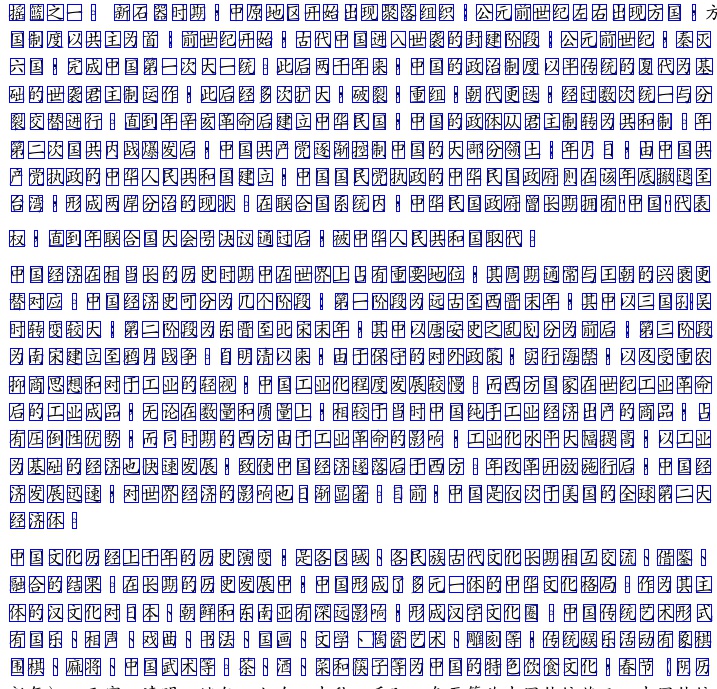 摇篮之一。新石器时期，中原地区开始出现聚落组织；公元前世纪左右出现方国，方
国制度以共主为首；前世纪开始，古代中国进入世袭的封建阶段；公元前世纪，秦灭
六国，完成中国第一次大一统；此后两千年来，中国的政治制度以半传统的夏代为基
础的世袭君主制运作，此后经多次扩大、破裂、重组，朝代更迭，经过数次统一与分
裂交替进行，直到年辛亥革命后建立中华民国，中国的政体从君主制转为共和制。年
第二次国共内战爆发后，中国共产党逐渐控制中国的大部分领土。年月日，由中国共
产党执政的中华人民共和国建立，中国国民党执政的中华民国政府则在该年底搬迁至
台湾，形成两岸分治的现状。在联合国系统内，中华民国政府曾长期拥有“中国”代表
权，直到年联合国大会号决议通过后，被中华人民共和国取代。
中国经济在相当长的历史时期中在世界上占有重要地位，其周期通常与王朝的兴衰更
替对应。中国经济史可分为几个阶段，第一阶段为远古至西晋末年，其中以三国孙吴
时转变较大；第二阶段为东晋至北宋末年，其中以唐安史之乱划分为前后；第三阶段
为南宋建立至鸦片战争。自明清以来，由于保守的对外政策，实行海禁，以及受重农
抑商思想和对于工业的轻视，中国工业化程度发展较慢。而西方国家在世纪工业革命
后的工业成品，无论在数量和质量上，相较于当时中国纯手工业经济出产的商品，占
有压倒性优势，而同时期的西方由于工业革命的影响，工业化水平大幅提高，以工业
为基础的经济也快速发展，致使中国经济逐落后于西方。年改革开放施行后，中国经
济发展迅速，对世界经济的影响也日渐显著。目前，中国是仅次于美国的全球第二大
经济体。
中国文化历经上千年的历史演变，是各区域、各民族古代文化长期相互交流、借鉴、
融合的结果。在长期的历史发展中，中国形成了多元一体的中华文化格局。作为其主
体的汉文化对日本、朝鲜和东南亚有深远影响，形成汉字文化圈。中国传统艺术形式
有国乐、相声、戏曲、书法、国画、文学、陶瓷艺术、雕刻等，传统娱乐活动有象棋
围棋、麻将、中国武术等，茶、酒、菜和筷子等为中国的特色饮食文化，春节（阴历